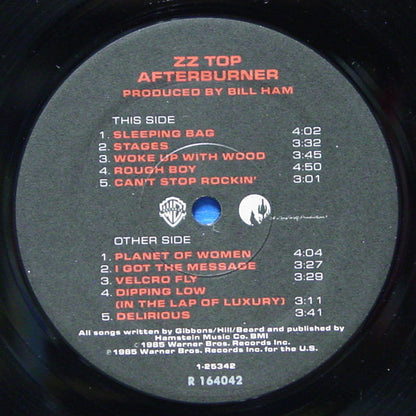 ZZ TOP
AFTERBURNER
PRODUCED BY BILL HAM
THIS SIDE
1. SLEEPING BAG 4:02
2. STAGES 3:32
3. WOKE UP WITH WOOD 3:45
4. ROUGH BOY 4:50
5. CAN'T STOP ROCKIN' 3:01
OTHER SIDE
1. PLANET OF WOMEN 4:04
2. I GOT THE MESSAGE 3:27
3. VELCRO FLY 3:29
4. DIPPING LOW
(IN THE LAP OF LUXURY) 3:11
5. DELIRIOUS 3:41
All songs written by Gibbons/Hill/Beard and published by
Hamstein Music Co. BMI
©1985 Warner Bros. Records Inc.
℗1985 Warner Bros. Records Inc. for the U.S.
1-25342
R 164042